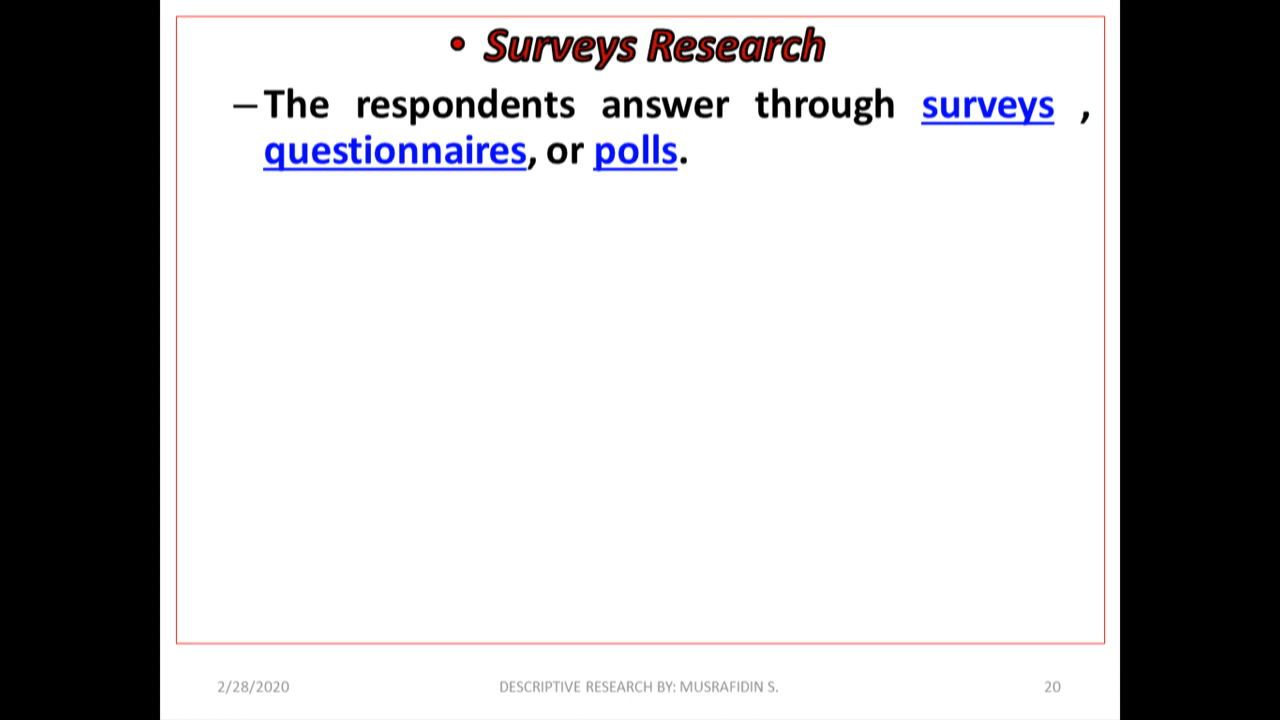 • Surveys Research
–The respondents answer through surveys ,
questionnaires, or polls.
2/28/2020 DESCRIPTIVE RESEARCH BY: MUSRAFIDIN S. 20